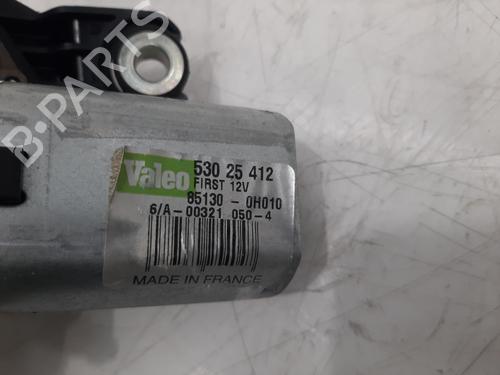 B-PARTS
Valeo 530 25 412
FIRST 12V
85130 - 0H010
6/A-00321 050-4
MADE IN FRANCE